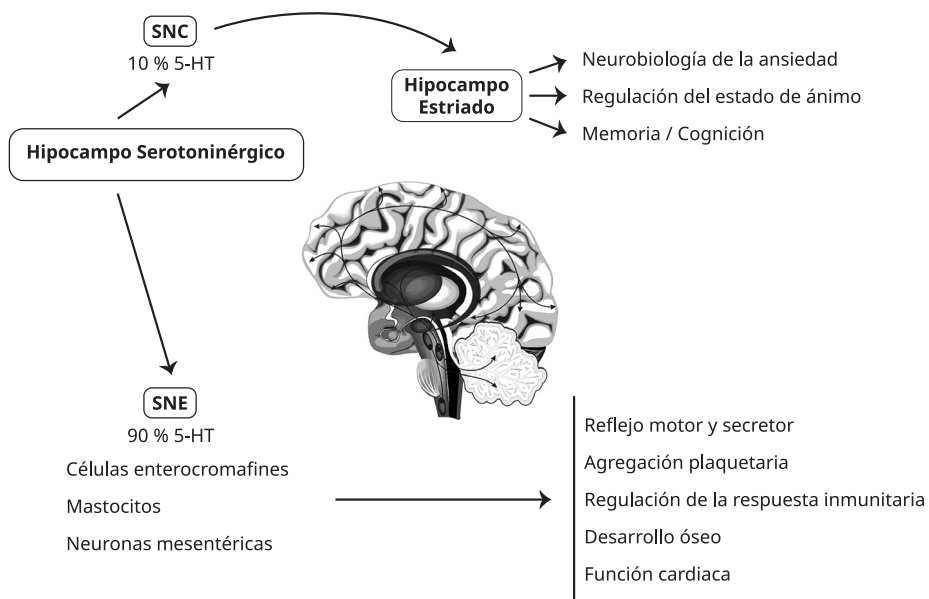 SNC
10 % 5-HT
Hipocampo
Estriado
Neurobiología de la ansiedad
Regulación del estado de ánimo
Memoria / Cognición
Hipocampo Serotoninérgico
SNE
90 % 5-HT
Células enterocromafines
Mastocitos
Neuronas mesentéricas
Reflejo motor y secretor
Agregación plaquetaria
Regulación de la respuesta inmunitaria
Desarrollo óseo
Función cardiaca